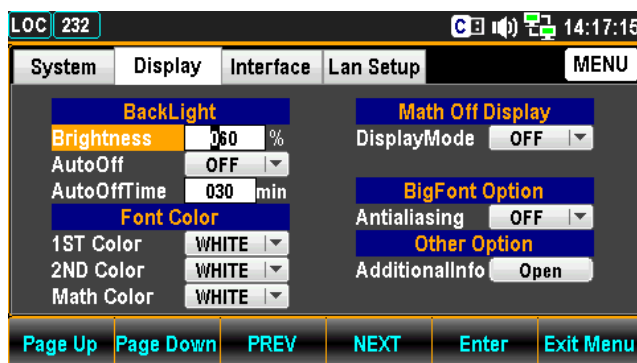 LOC 232 C 14:17:15
System Display Interface Lan Setup MENU
BackLight
Brightness 060 %
AutoOff OFF
AutoOffTime 030 min
Font Color
1ST Color WHITE
2ND Color WHITE
Math Color WHITE
Math Off Display
DisplayMode OFF
BigFont Option
Antialiasing OFF
Other Option
AdditionalInfo Open
Page Up Page Down PREV NEXT Enter Exit Menu